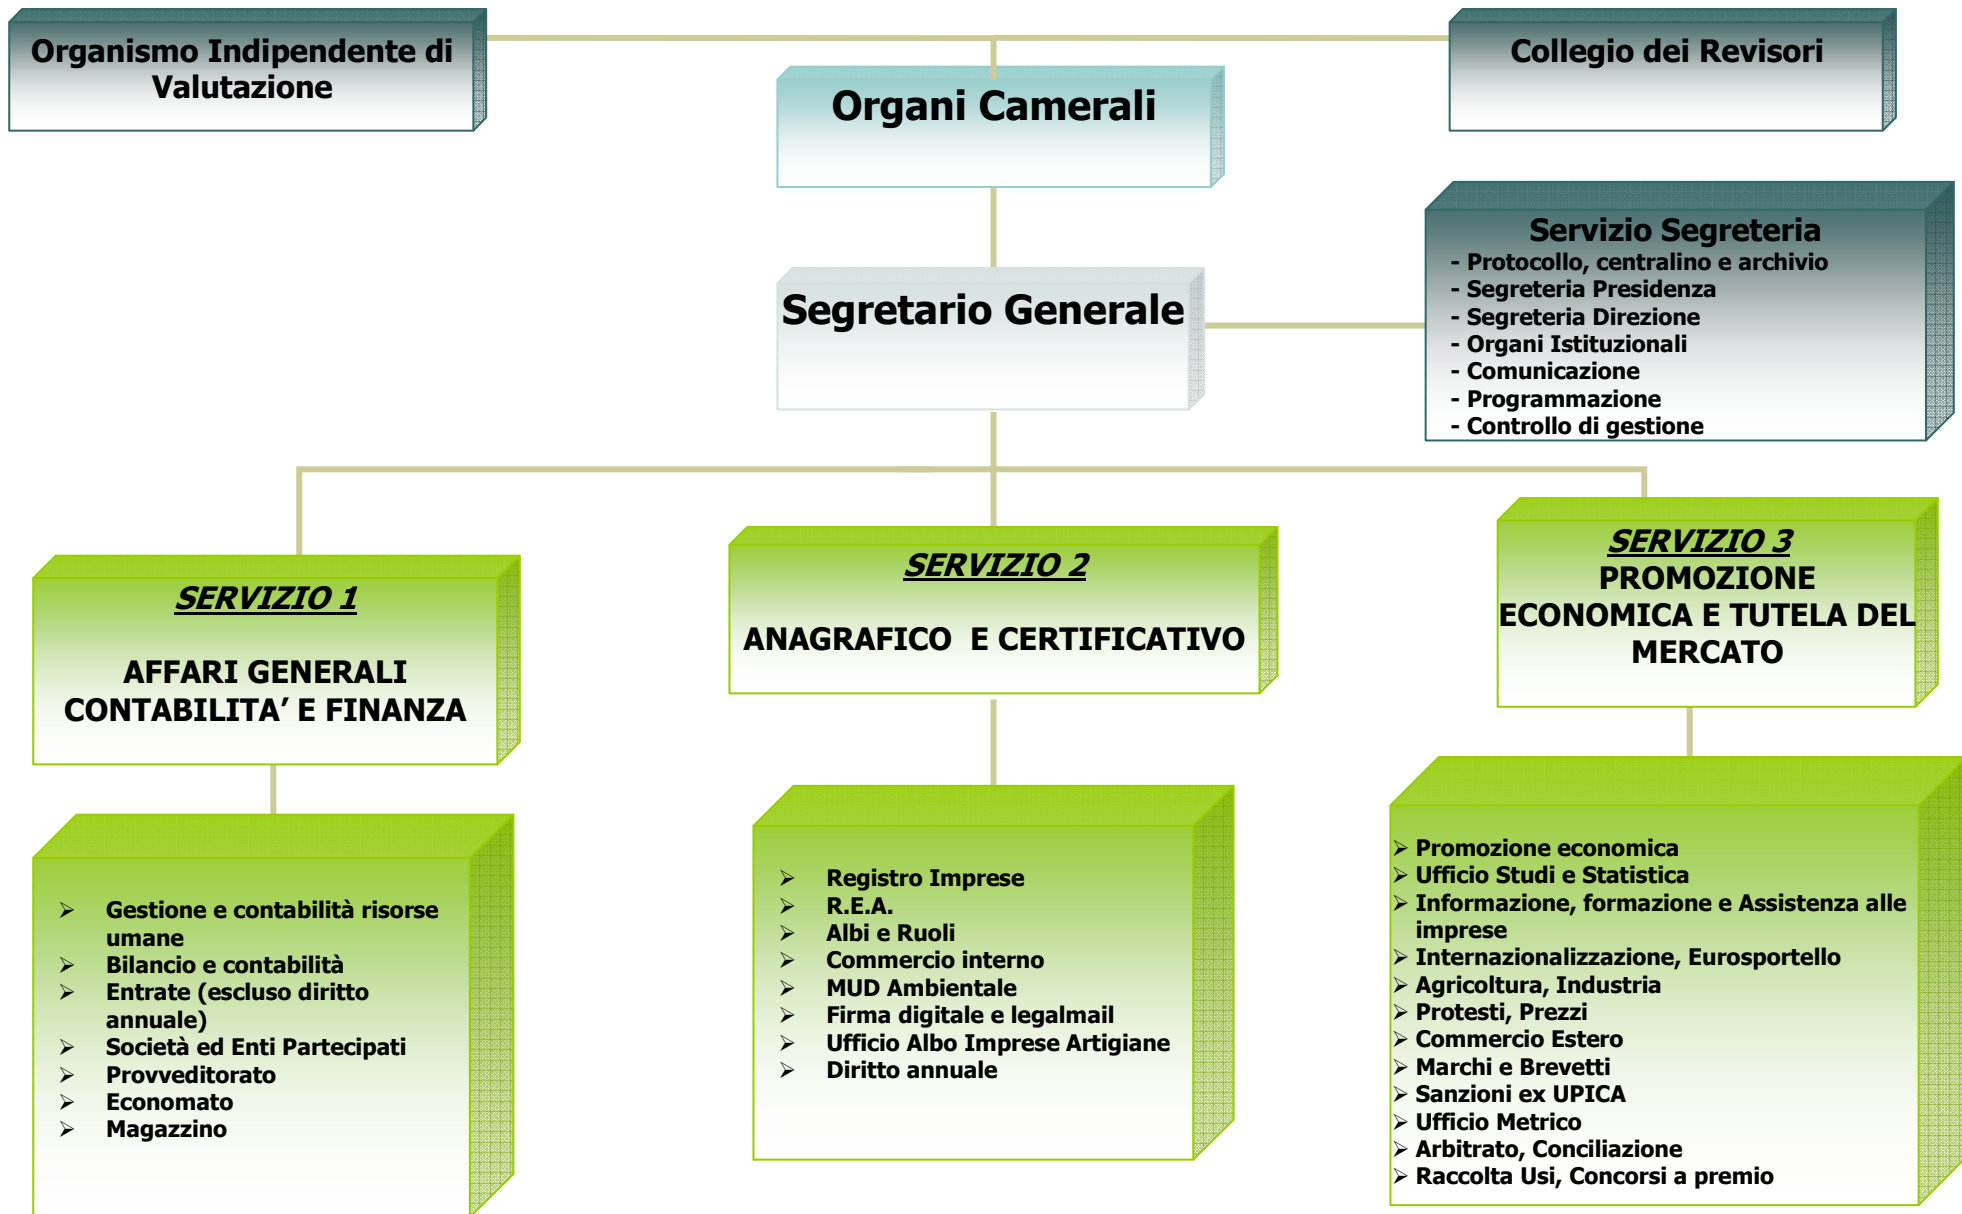 Organismo Indipendente di
Valutazione
Collegio dei Revisori
Organi Camerali
Servizio Segreteria
- Protocollo, centralino e archivio
- Segreteria Presidenza
- Segreteria Direzione
- Organi Istituzionali
- Comunicazione
- Programmazione
- Controllo di gestione
Segretario Generale
SERVIZIO 1
AFFARI GENERALI
CONTABILITA’ E FINANZA
SERVIZIO 2
ANAGRAFICO  E CERTIFICATIVO
SERVIZIO 3
PROMOZIONE
ECONOMICA E TUTELA DEL
MERCATO
➢ Gestione e contabilità risorse
umane
➢ Bilancio e contabilità
➢ Entrate (escluso diritto
annuale)
➢ Società ed Enti Partecipati
➢ Provveditorato
➢ Economato
➢ Magazzino
➢ Registro Imprese
➢ R.E.A.
➢ Albi e Ruoli
➢ Commercio interno
➢ MUD Ambientale
➢ Firma digitale e legalmail
➢ Ufficio Albo Imprese Artigiane
➢ Diritto annuale
➢ Promozione economica
➢ Ufficio Studi e Statistica
➢ Informazione, formazione e Assistenza alle
imprese
➢ Internazionalizzazione, Eurosportello
➢ Agricoltura, Industria
➢ Protesti, Prezzi
➢ Commercio Estero
➢ Marchi e Brevetti
➢ Sanzioni ex UPICA
➢ Ufficio Metrico
➢ Arbitrato, Conciliazione
➢ Raccolta Usi, Concorsi a premio